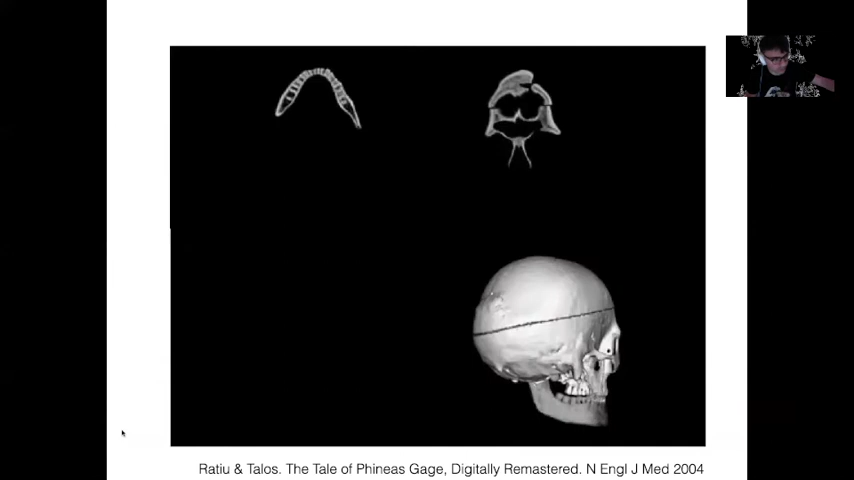 Ratiu & Talos. The Tale of Phineas Gage, Digitally Remastered. N Engl J Med 2004